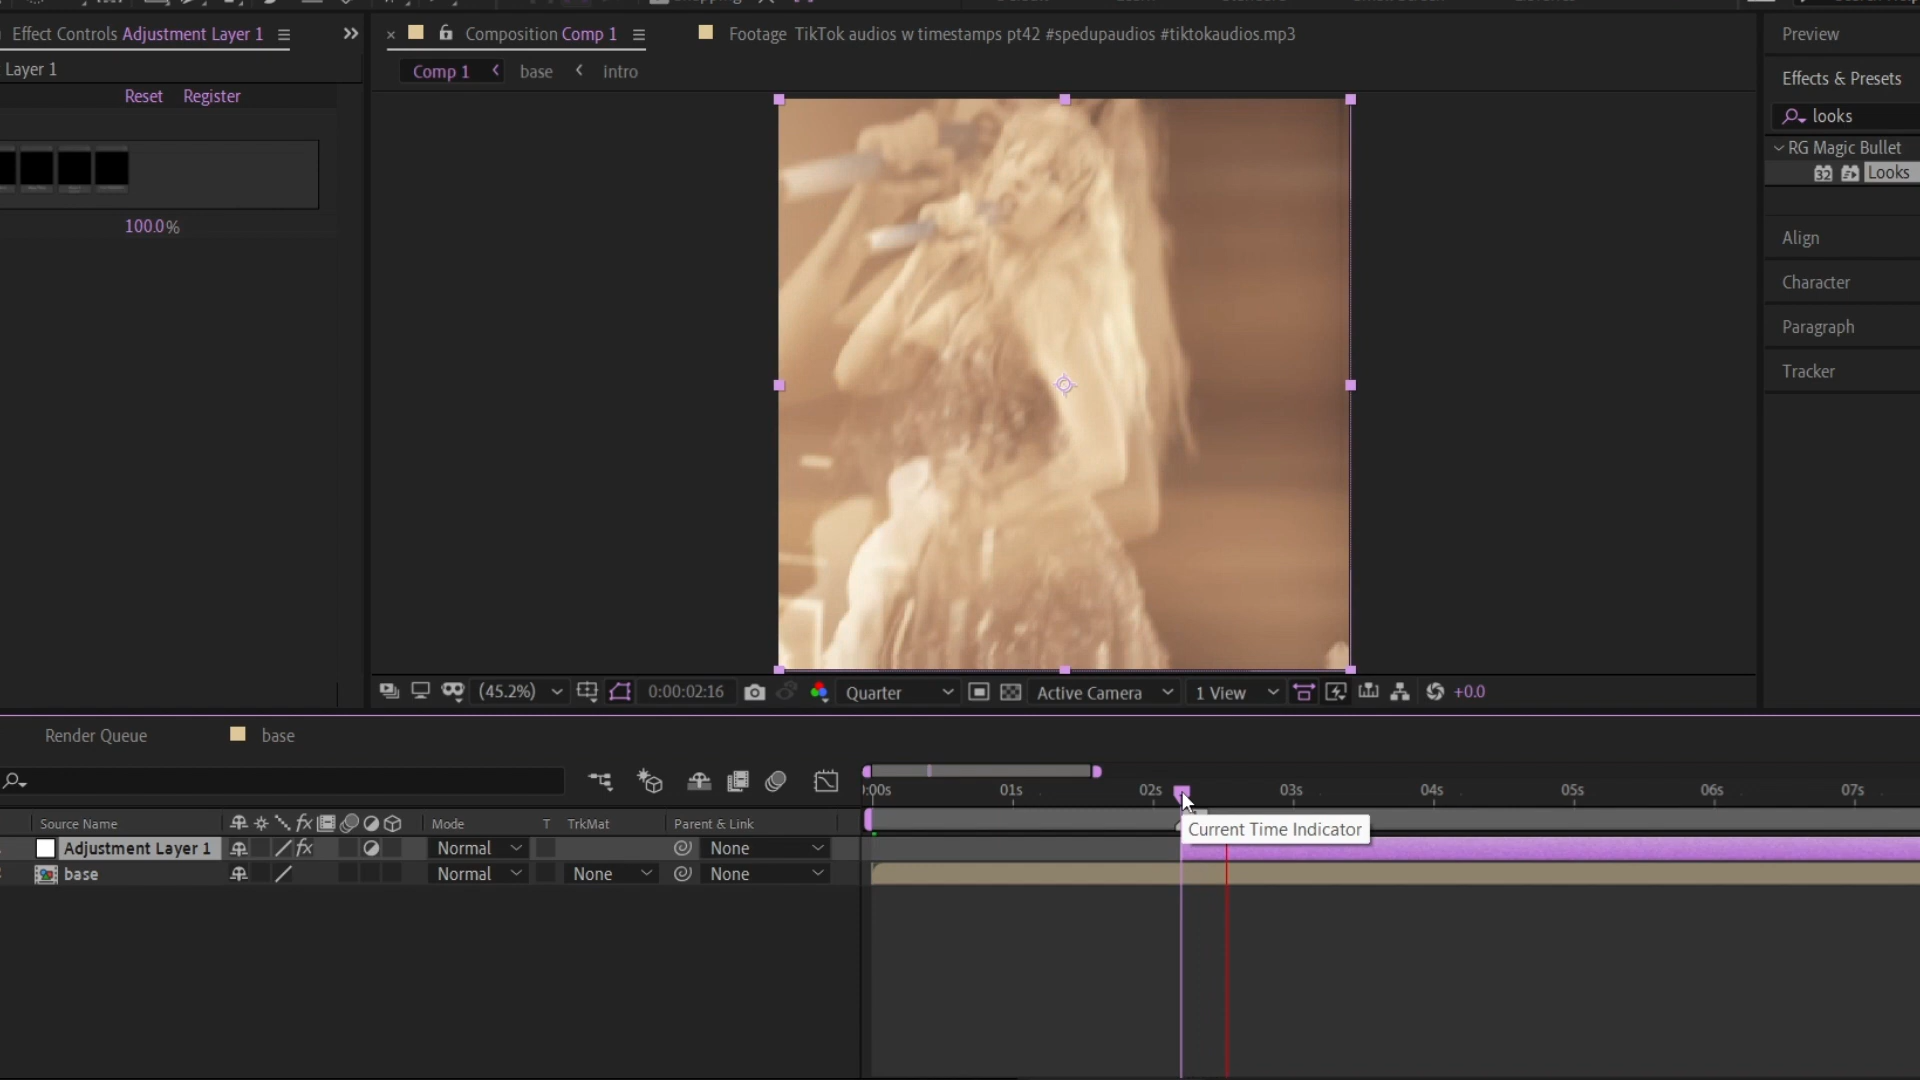 Effect Controls Adjustment Layer 1
Composition Comp 1
Footage TikTok audios w timestamps pt42 #spedupaudios #tiktokaudios.mp3
Preview
Layer 1
Comp 1
base
intro
Effects & Presets
Reset Register
looks
RG Magic Bullet
32 Looks
100.0%
Align
Character
Paragraph
Tracker
(45.2%)
0:00:02:16
Quarter
Active Camera
1 View
+0.0
Render Queue
base
:00s 01s 02s 03s 04s 05s 06s 07s
Source Name
fx
Mode
T TrkMat
Parent & Link
Current Time Indicator
Adjustment Layer 1
fx
Normal
None
base
Normal
None
None